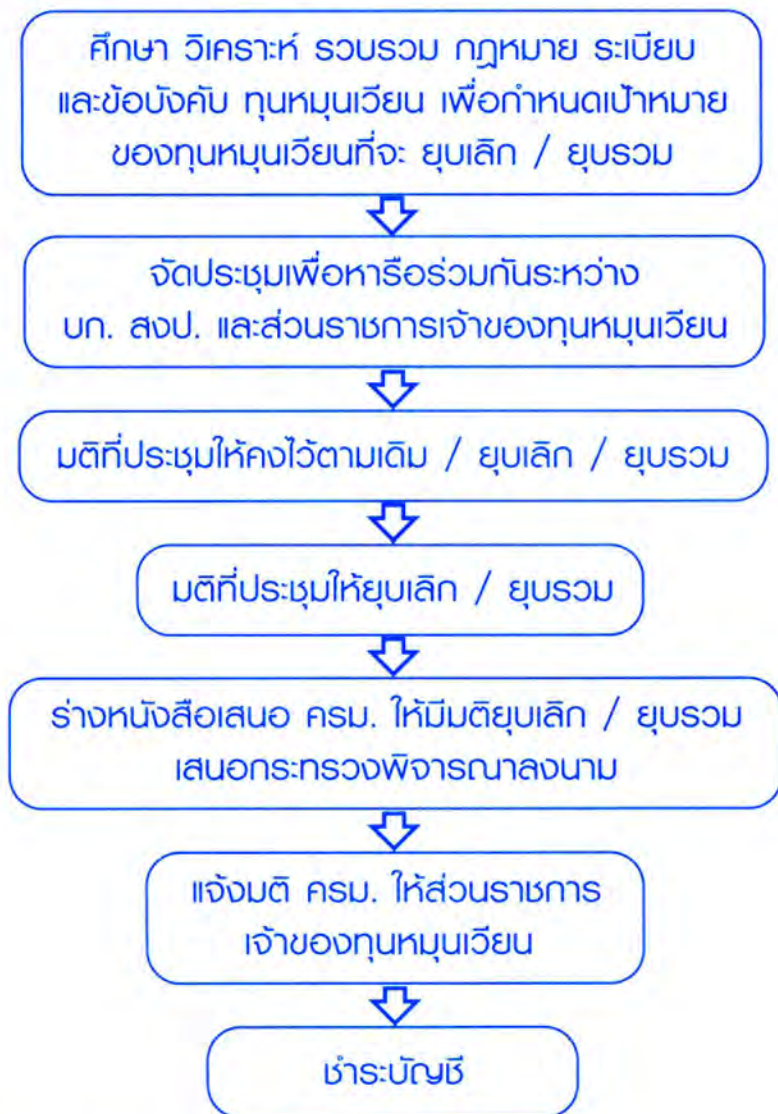 ศึกษา วิเคราะห์ รวบรวม กฎหมาย ระเบียบ
และข้อบังคับ ทุนหมุนเวียน เพื่อกำหนดเป้าหมาย
ของทุนหมุนเวียนที่จะ ยุบเลิก / ยุบรวม
จัดประชุมเพื่อหารือร่วมกันระหว่าง
บก. สงป. และส่วนราชการเจ้าของทุนหมุนเวียน
มติที่ประชุมให้คงไว้ตามเดิม / ยุบเลิก / ยุบรวม
มติที่ประชุมให้ยุบเลิก / ยุบรวม
ร่างหนังสือเสนอ ครม. ให้มีมติยุบเลิก / ยุบรวม
เสนอกระทรวงพิจารณาลงนาม
แจ้งมติ ครม. ให้ส่วนราชการ
เจ้าของทุนหมุนเวียน
ชำระบัญชี